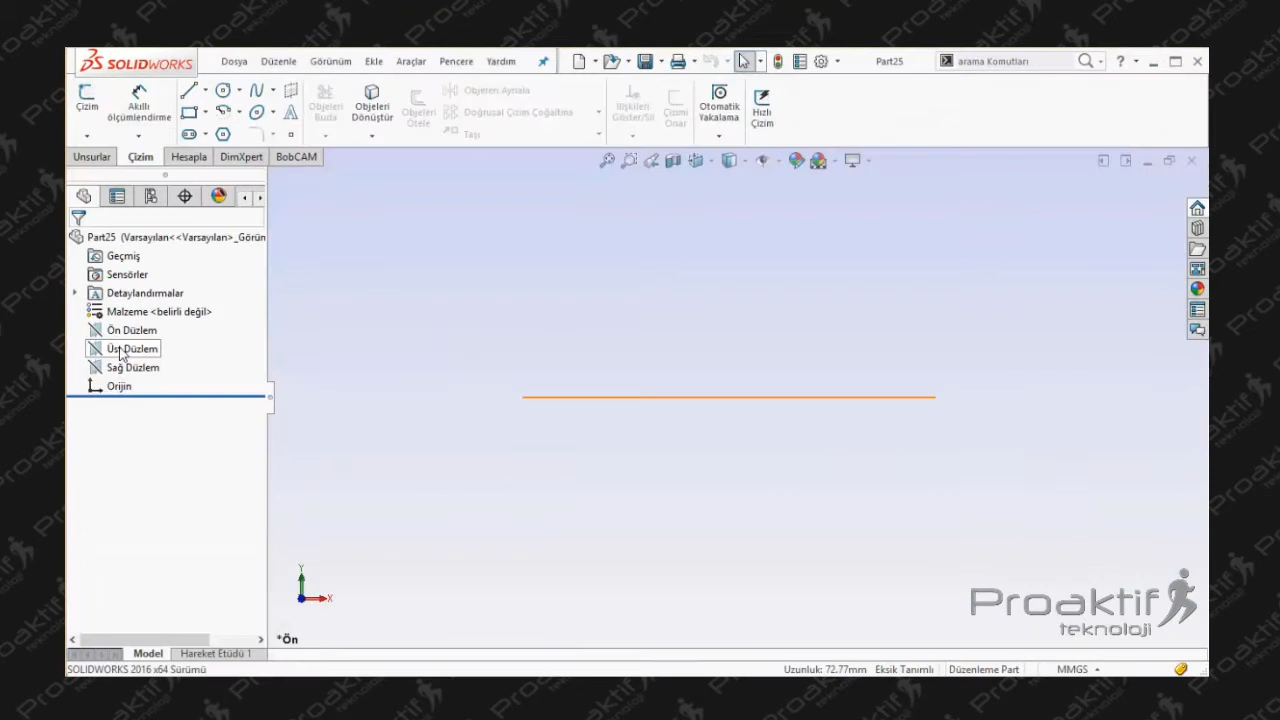 SOLIDWORKS
Dosya Düzenle Görünüm Ekle Araçlar Pencere Yardım
Part25
arama Komutları
?
Çizim
Akıllı ölçümlendirme
Objeleri Buda
Objeleri Dönüştür
Objeleri Ötele
Objeleri Aynala
Doğrusal Çizim Çoğaltma
Taşı
İlişkileri Göster/Sil
Çizimi Onar
Otomatik Yakalama
Hızlı Çizim
Unsurlar Çizim Hesapla DimXpert BobCAM
Part25 (Varsayılan<<Varsayılan>_Görün
Geçmiş
Sensörler
Detaylandırmalar
Malzeme <belirli değil>
Ön Düzlem
Üst Düzlem
Sağ Düzlem
Orijin
Y
X
*Ön
Proaktif
teknoloji
Model Hareket Etüdü 1
SOLIDWORKS 2016 x64 Sürümü
Uzunluk: 72.77mm Eksik Tanımlı Düzenleme Part MMGS